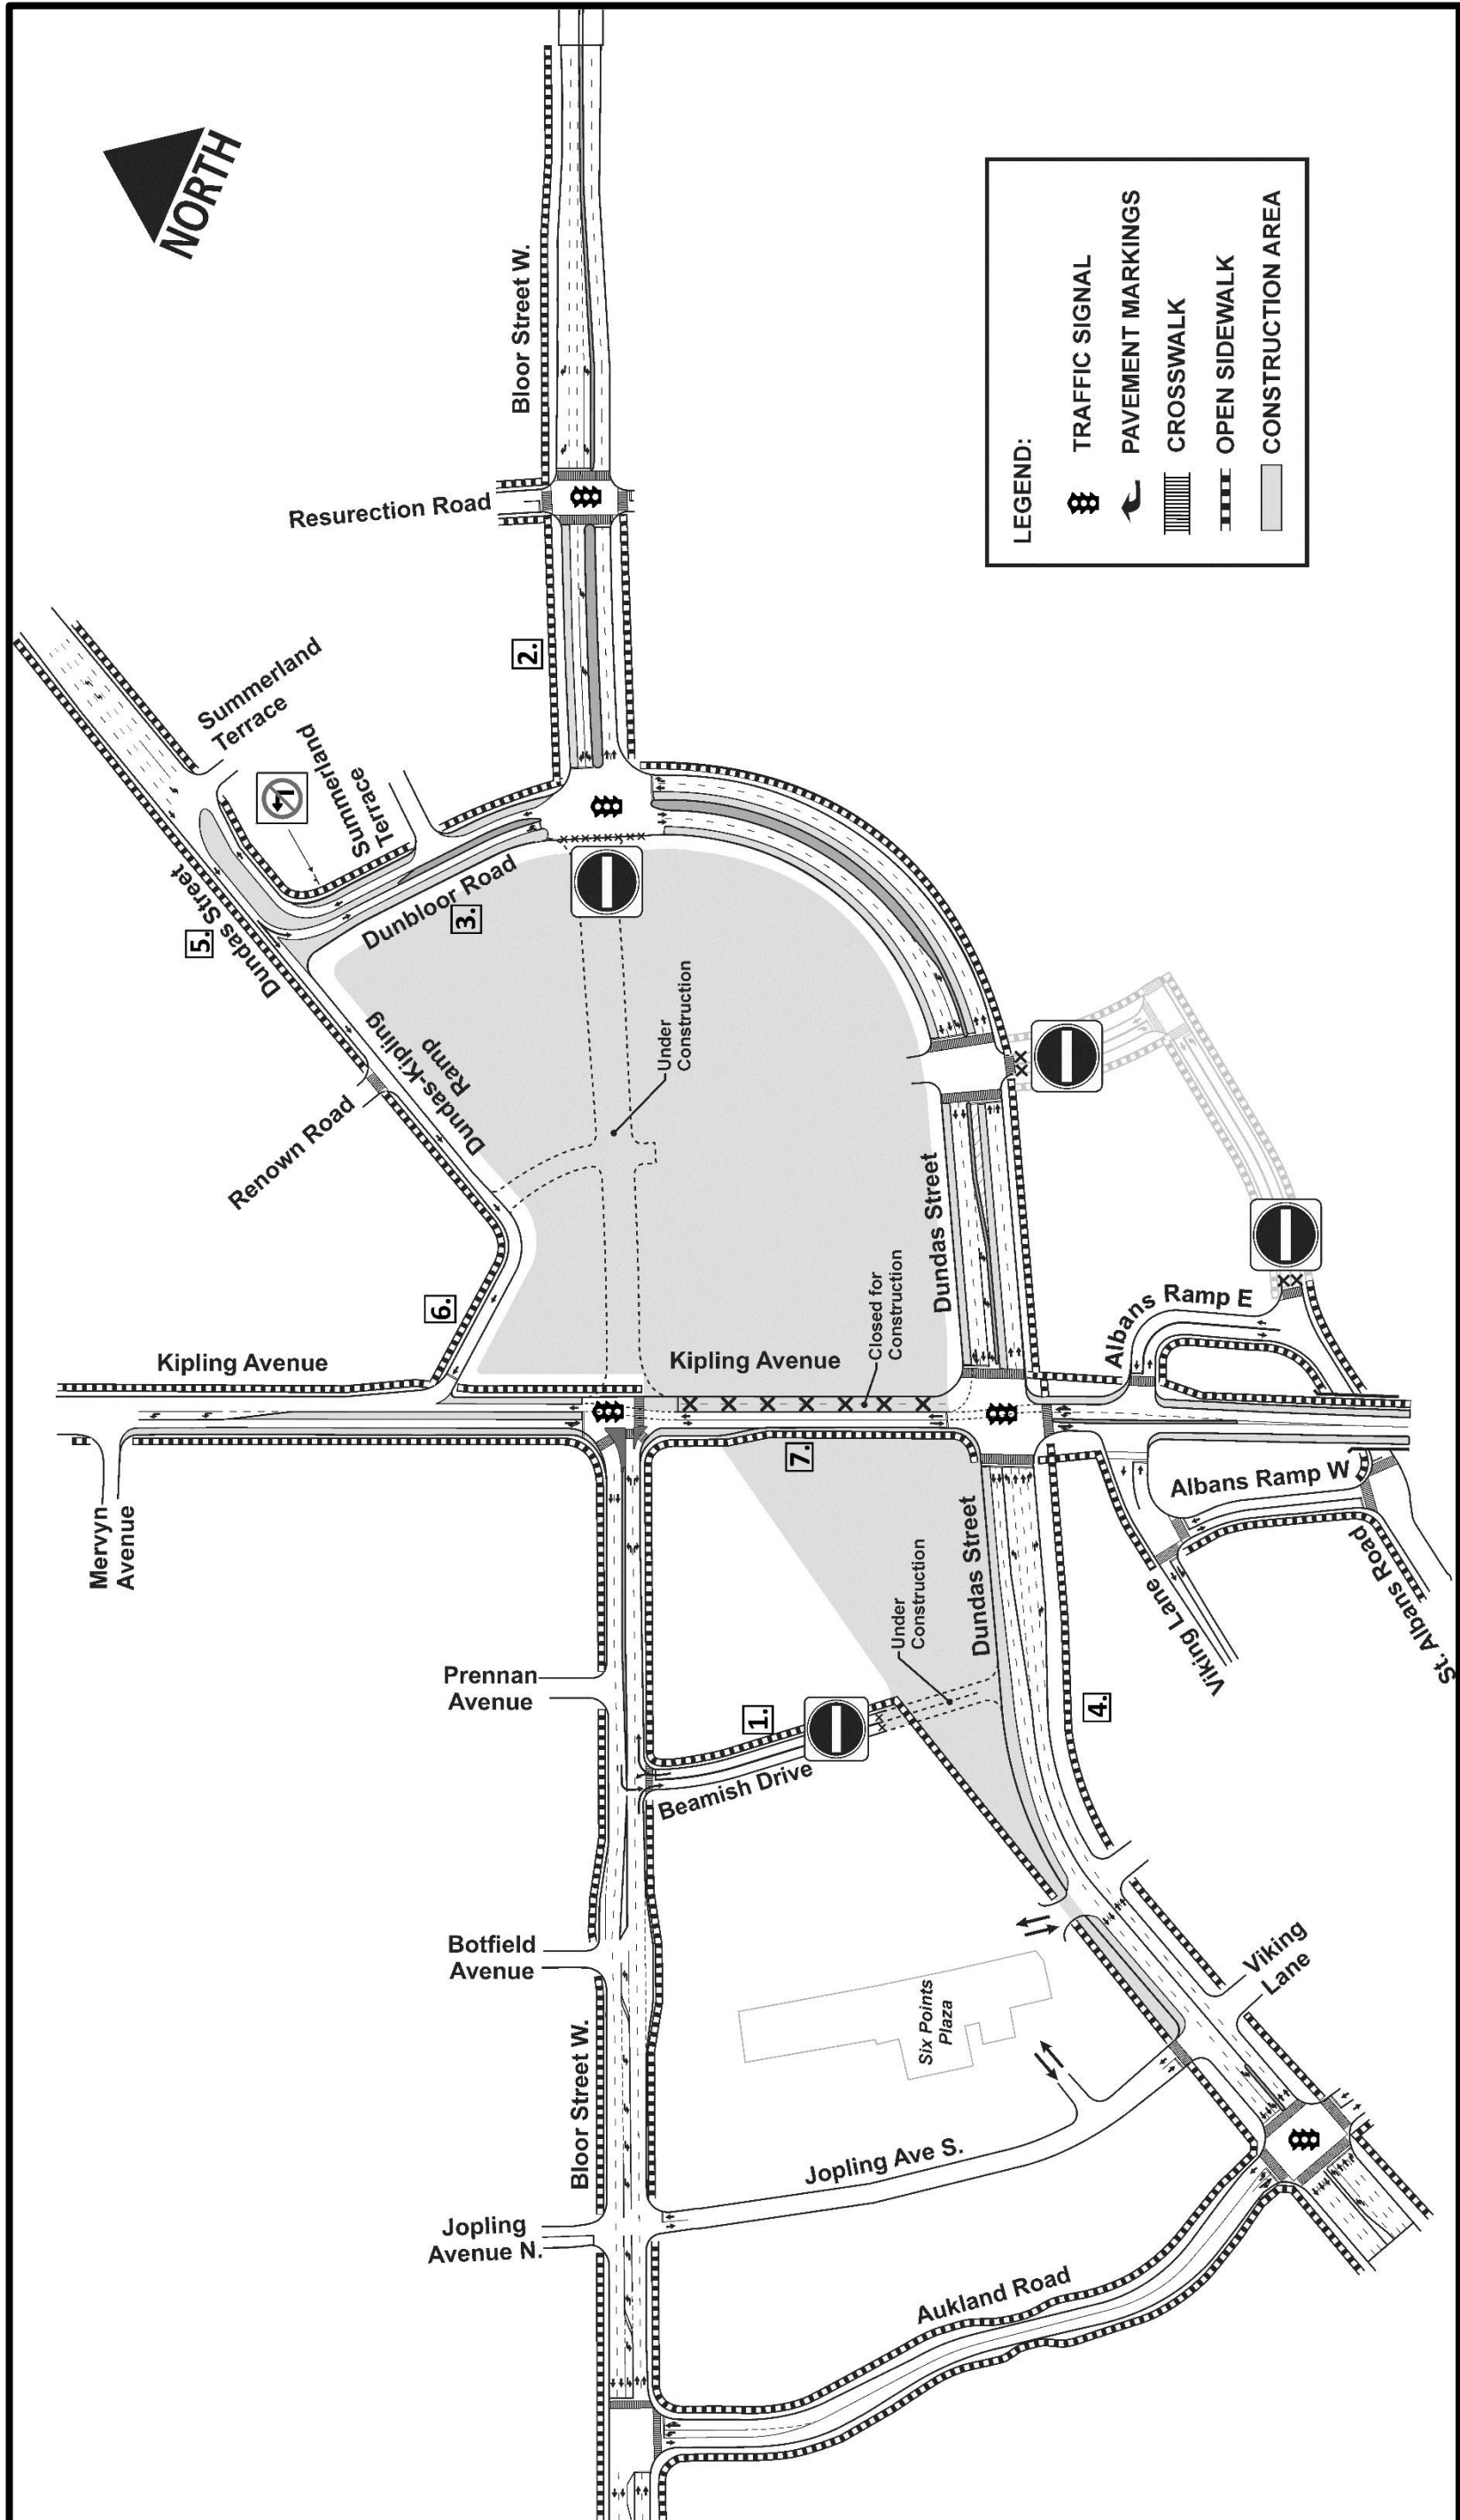 NORTH
Bloor Street W.
Resurection Road
LEGEND:
TRAFFIC SIGNAL
PAVEMENT MARKINGS
CROSSWALK
OPEN SIDEWALK
CONSTRUCTION AREA
2.
Summerland
Terrace
Summerland
Terrace
Dundas Street
5.
Dunbloor Road
3.
Dundas-Kipling
Ramp
Under
Construction
Renown Road
6.
Kipling Avenue
Kipling Avenue
Closed for
Construction
Dundas Street
Albans Ramp E
7.
Mervyn
Avenue
Albans Ramp W
Dundas Street
Under
Construction
Viking Lane
St. Albans Road
Prennan
Avenue
1.
4.
Beamish Drive
Botfield
Avenue
Viking
Lane
Six Points
Plaza
Bloor Street W.
Jopling Ave S.
Jopling
Avenue N.
Aukland Road